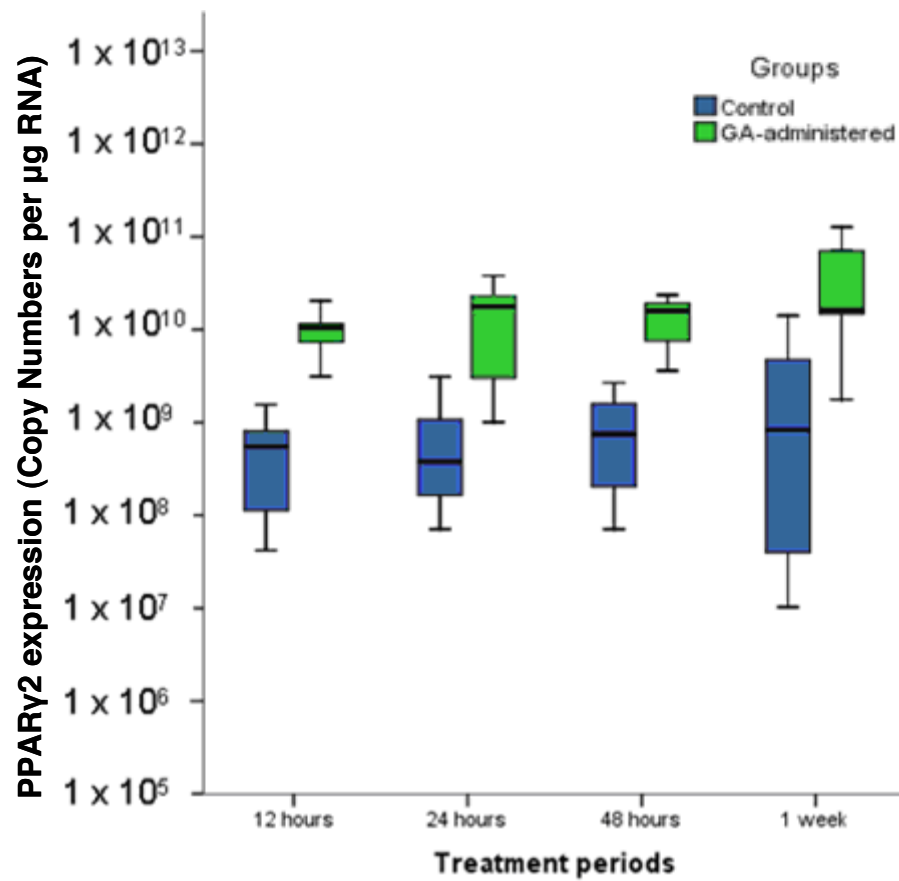 PPARγ2 expression (Copy Numbers per µg RNA)
1 x 10¹³
1 x 10¹²
1 x 10¹¹
1 x 10¹⁰
1 x 10⁹
1 x 10⁸
1 x 10⁷
1 x 10⁶
1 x 10⁵
Groups
Control
GA-administered
12 hours 24 hours 48 hours 1 week
Treatment periods